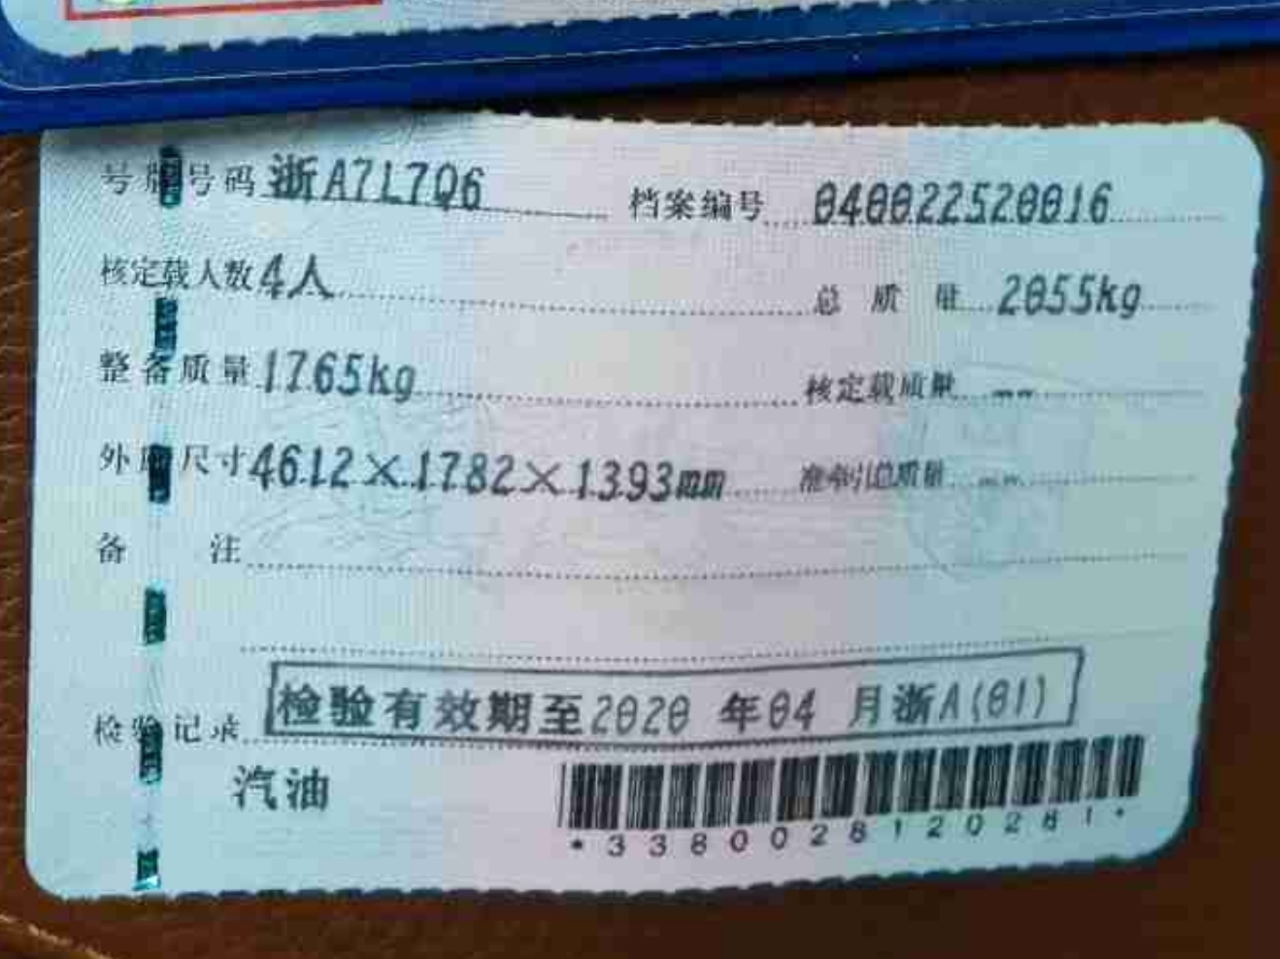 号牌号码 浙A7L7Q6 档案编号 040022520016
核定载人数 4人 总质量 2055kg
整备质量 1765kg 核定载质量 --
外廓尺寸 4612×1782×1393mm 准牵引总质量 --
备注
检验记录 检验有效期至2020年04月浙A(01)
汽油
*3380028120281*